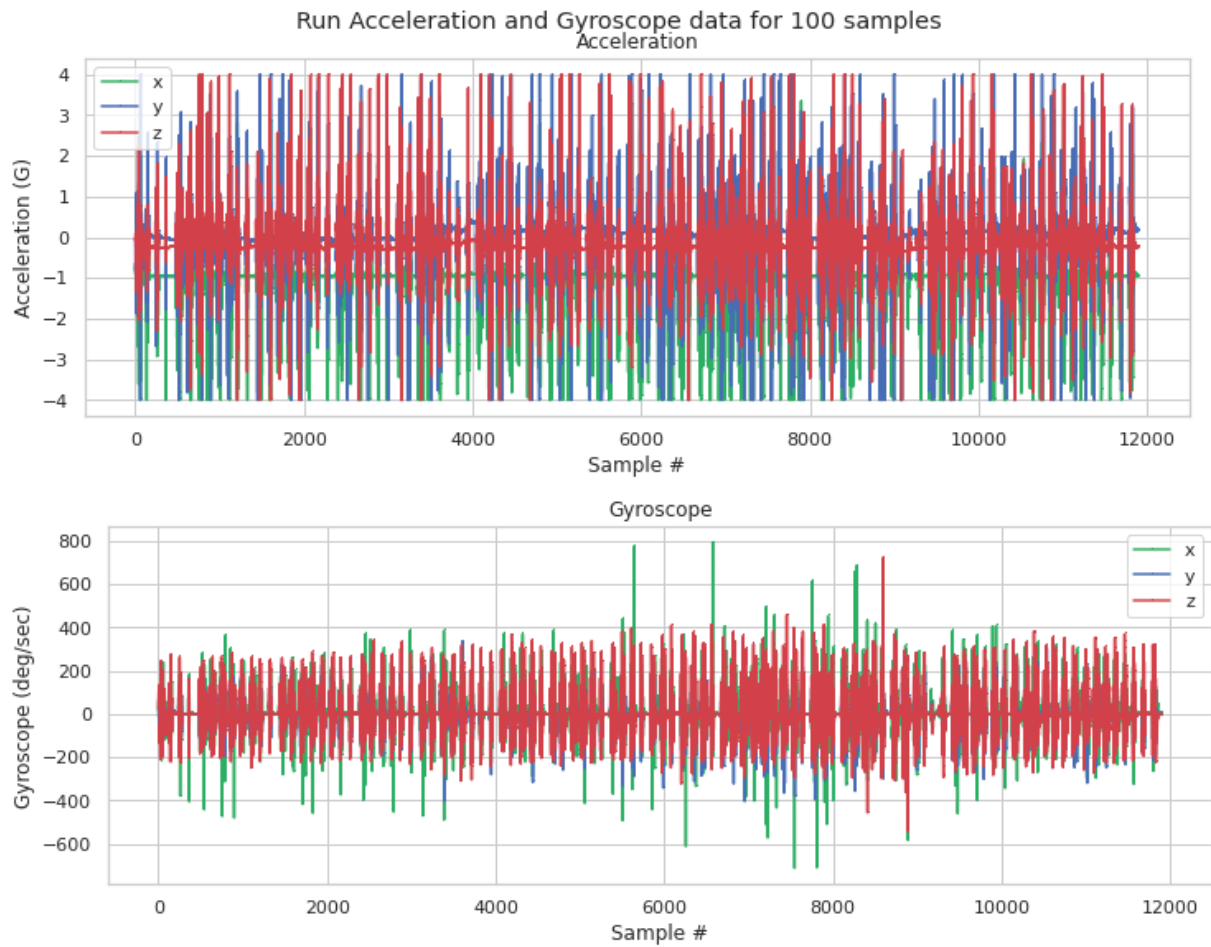 Run Acceleration and Gyroscope data for 100 samples
Acceleration
4
3
2
1
0
−1
−2
−3
−4
Acceleration (G)
x
y
z
0 2000 4000 6000 8000 10000 12000
Sample #
Gyroscope
800
600
400
200
0
−200
−400
−600
Gyroscope (deg/sec)
x
y
z
0 2000 4000 6000 8000 10000 12000
Sample #